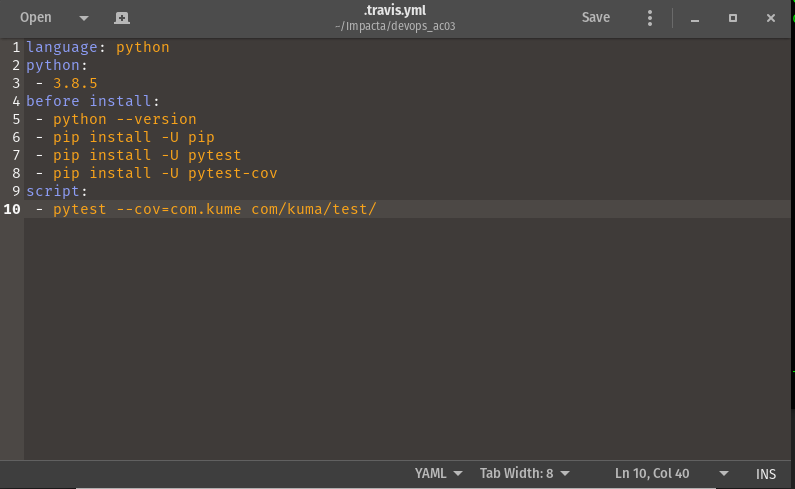 Open .travis.yml Save
~/Impacta/devops_ac03
1 language: python
2 python:
3  - 3.8.5
4 before install:
5  - python --version
6  - pip install -U pip
7  - pip install -U pytest
8  - pip install -U pytest-cov
9 script:
10  - pytest --cov=com.kume com/kuma/test/
YAML Tab Width: 8 Ln 10, Col 40 INS